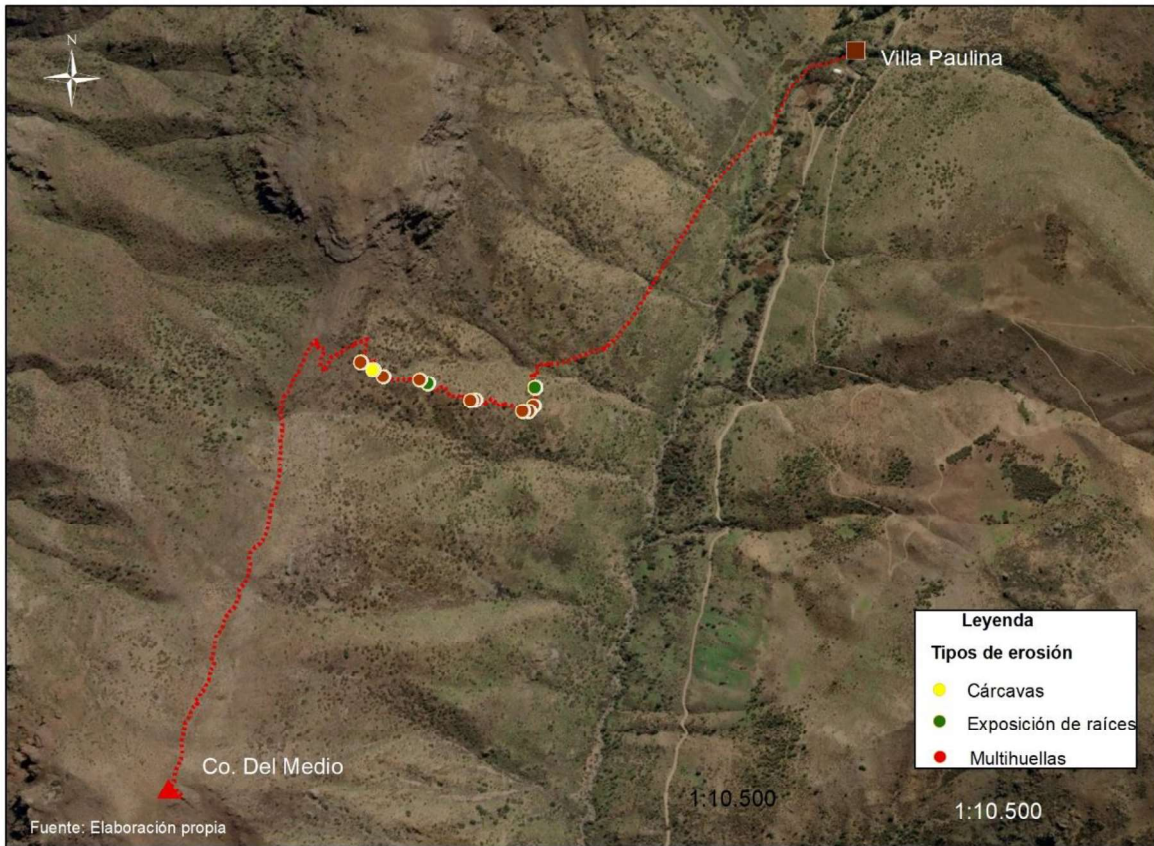 N
Villa Paulina
Co. Del Medio
Fuente: Elaboración propia
Leyenda
Tipos de erosión
Cárcavas
Exposición de raíces
Multihuellas
1:10.500
1:10.500